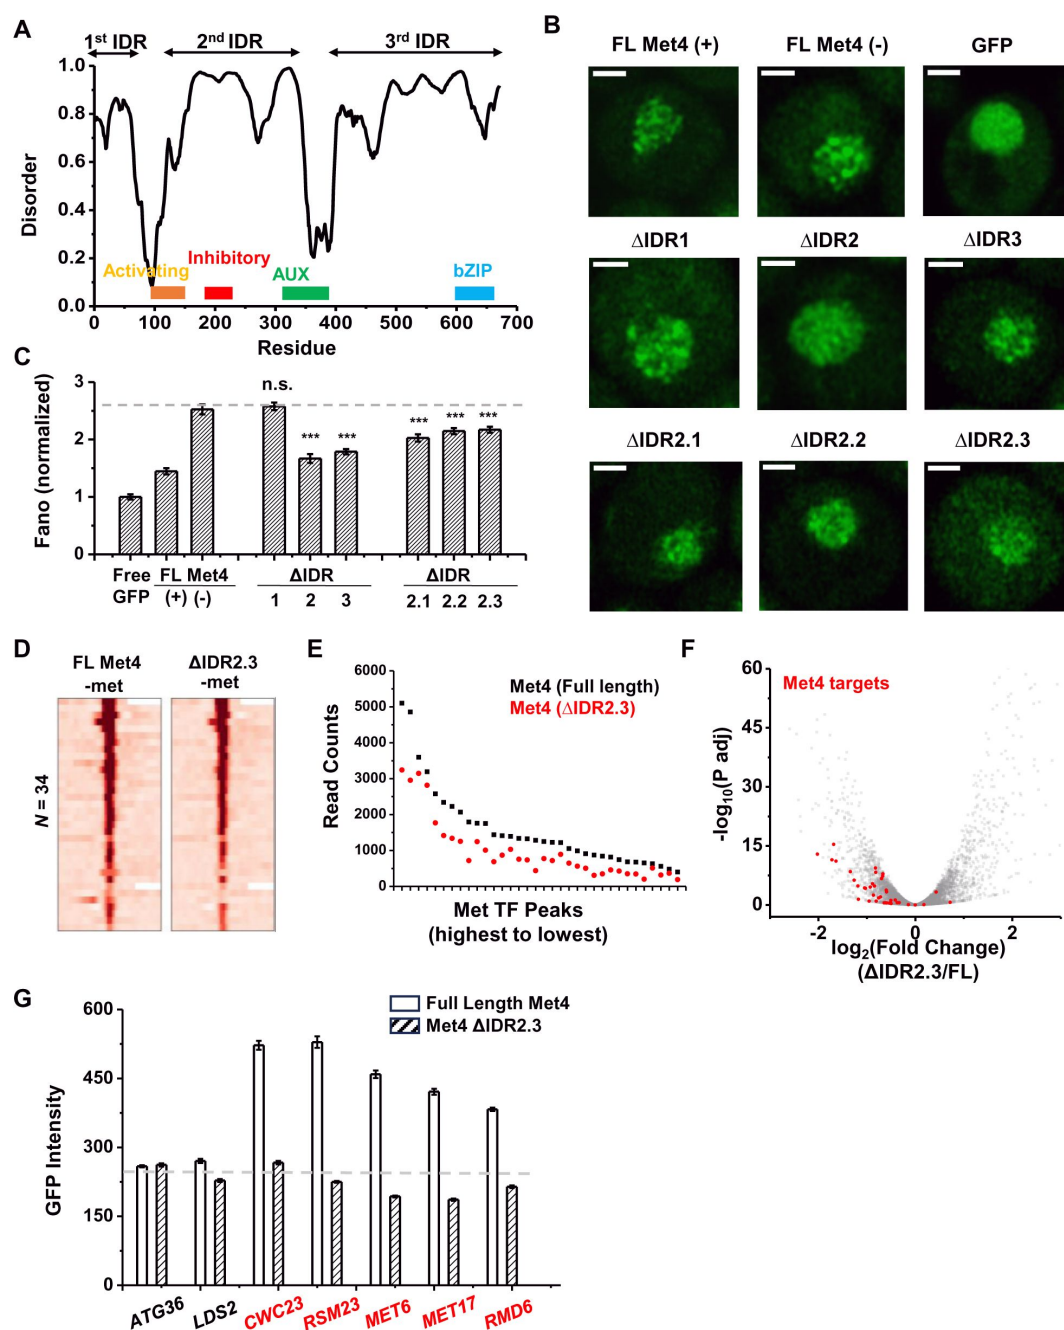 A
1st IDR 2nd IDR 3rd IDR
1.0
0.8
0.6
0.4
0.2
0.0
Disorder
Activating
Inhibitory
AUX
bZIP
0 100 200 300 400 500 600 700
Residue
B
FL Met4 (+) FL Met4 (-) GFP
ΔIDR1 ΔIDR2 ΔIDR3
ΔIDR2.1 ΔIDR2.2 ΔIDR2.3
C
3
2
1
0
Fano (normalized)
n.s.
*** ***
*** *** ***
Free FL Met4 ΔIDR ΔIDR
GFP (+) (-) 1 2 3 2.1 2.2 2.3
D
FL Met4 ΔIDR2.3
-met -met
N = 34
E
6000
5000
4000
3000
2000
1000
0
Read Counts
Met4 (Full length)
Met4 (ΔIDR2.3)
Met TF Peaks
(highest to lowest)
F
60
45
30
15
0
-log10(P adj)
Met4 targets
-2 0 2
log2(Fold Change)
(ΔIDR2.3/FL)
G
600
450
300
150
0
GFP Intensity
Full Length Met4
Met4 ΔIDR2.3
ATG36 LDS2 CWC23 RSM23 MET6 MET17 RMD6